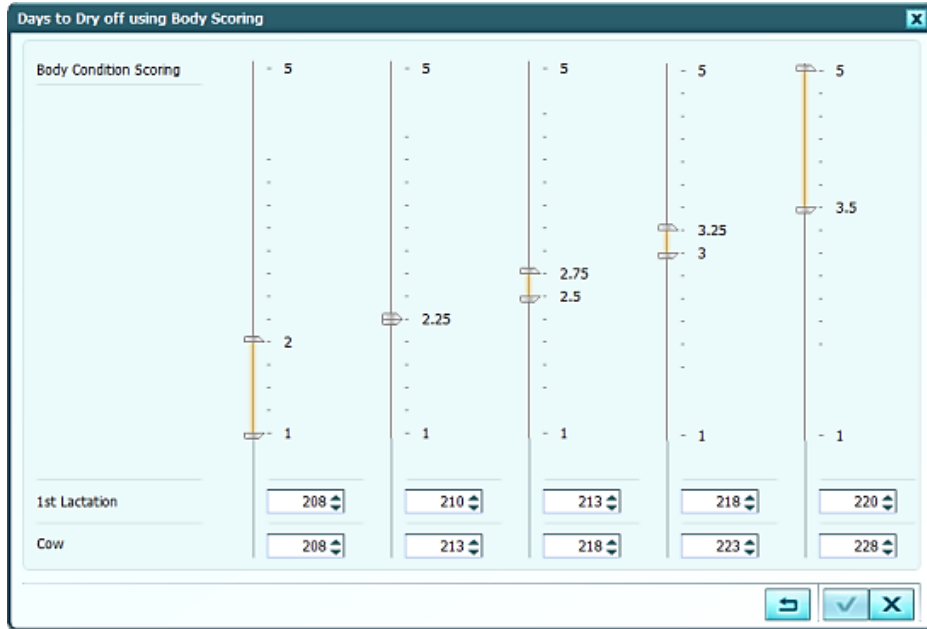 Days to Dry off using Body Scoring
Body Condition Scoring
5 5 5 5 5
3.5
3.25
3
2.75
2.5
2.25
2
1 1 1 1 1
1st Lactation 208 210 213 218 220
Cow 208 213 218 223 228